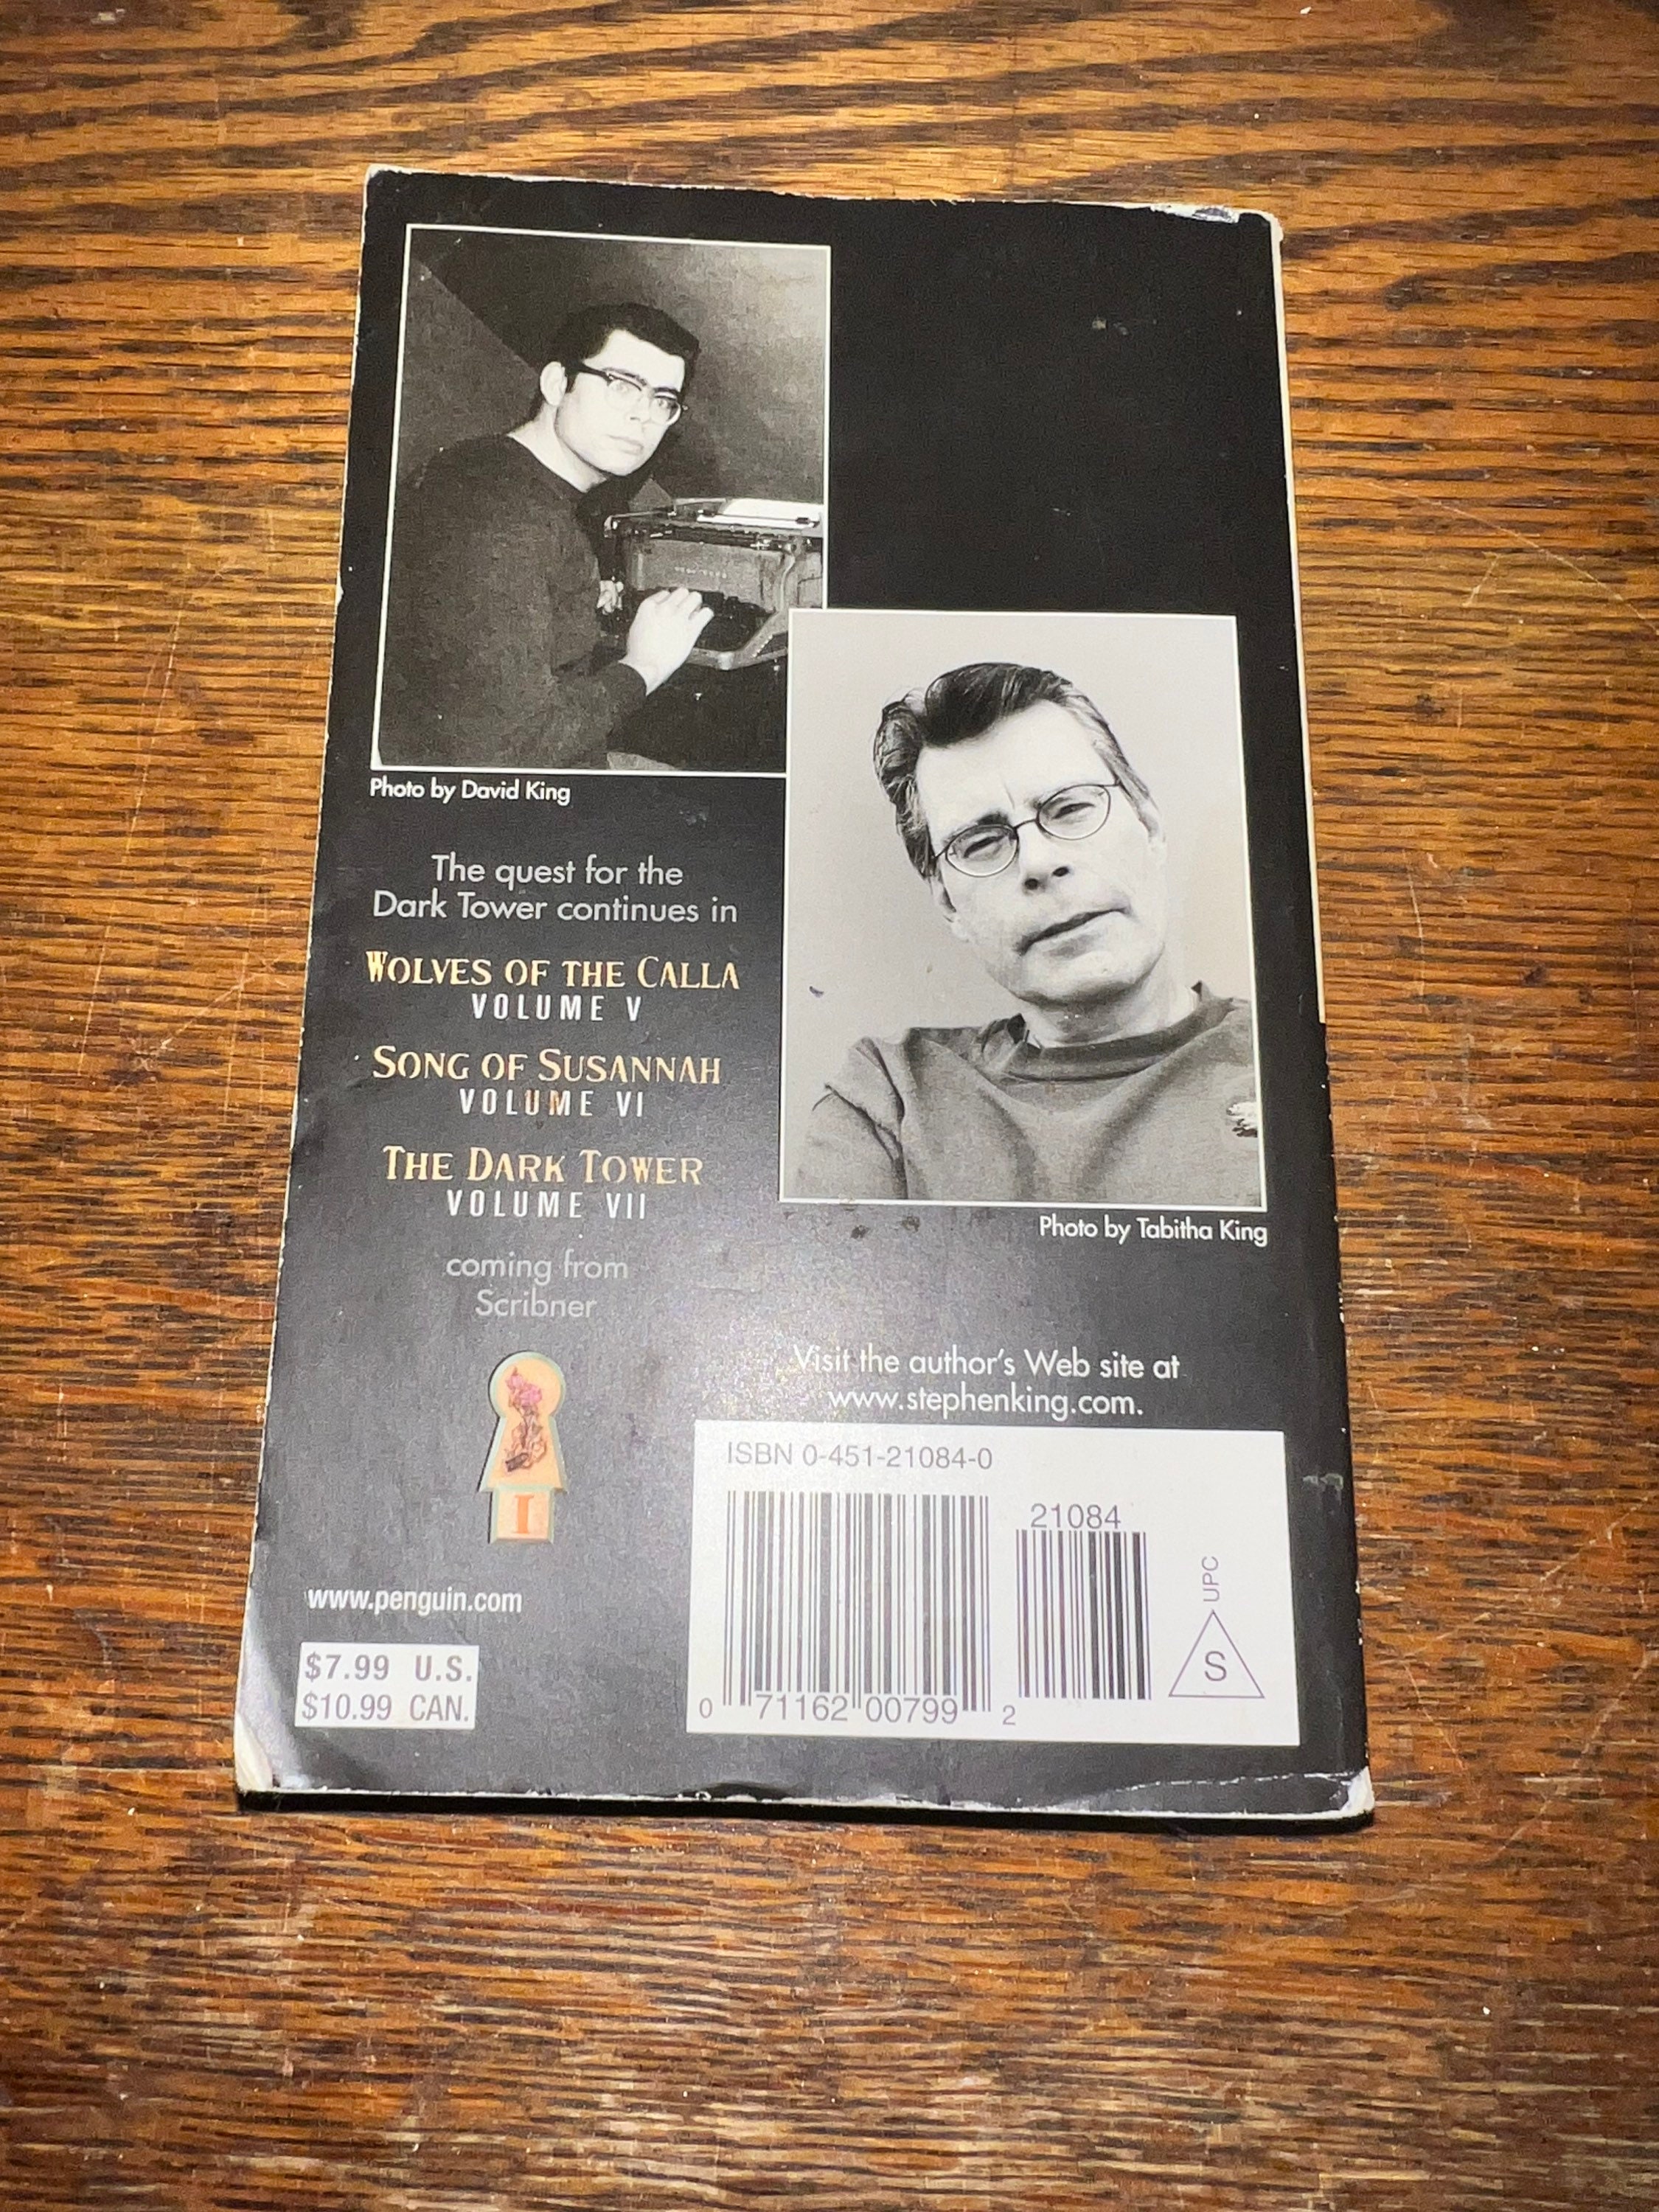 Photo by David King
The quest for the
Dark Tower continues in
WOLVES OF THE CALLA
VOLUME V
SONG OF SUSANNAH
VOLUME VI
THE DARK TOWER
VOLUME VII
coming from
Scribner
I
www.penguin.com
$7.99 U.S.
$10.99 CAN.
Photo by Tabitha King
Visit the author's Web site at
www.stephenking.com.
ISBN 0-451-21084-0
21084
UPC
S
0 71162 00799 2